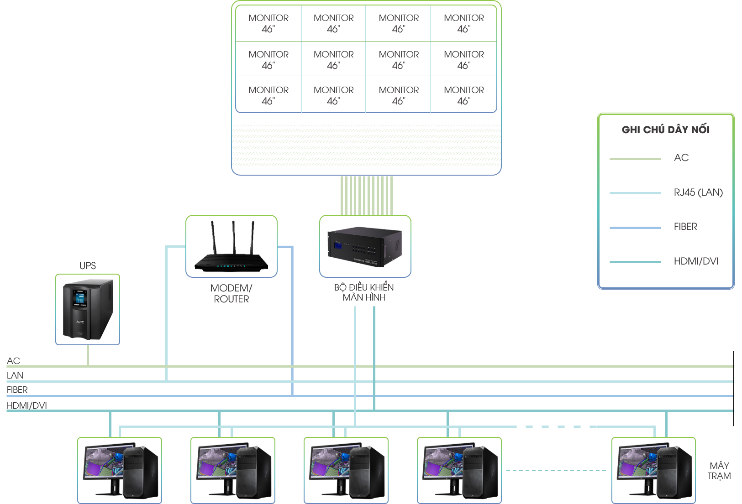 MONITOR MONITOR MONITOR MONITOR
46" 46" 46" 46"
MONITOR MONITOR MONITOR MONITOR
46" 46" 46" 46"
MONITOR MONITOR MONITOR MONITOR
46" 46" 46" 46"
GHI CHÚ DÂY NỐI
AC
RJ45 (LAN)
FIBER
HDMI/DVI
UPS
MODEM/
ROUTER
BỘ ĐIỀU KHIỂN
MÀN HÌNH
AC
LAN
FIBER
HDMI/DVI
MÁY
TRẠM